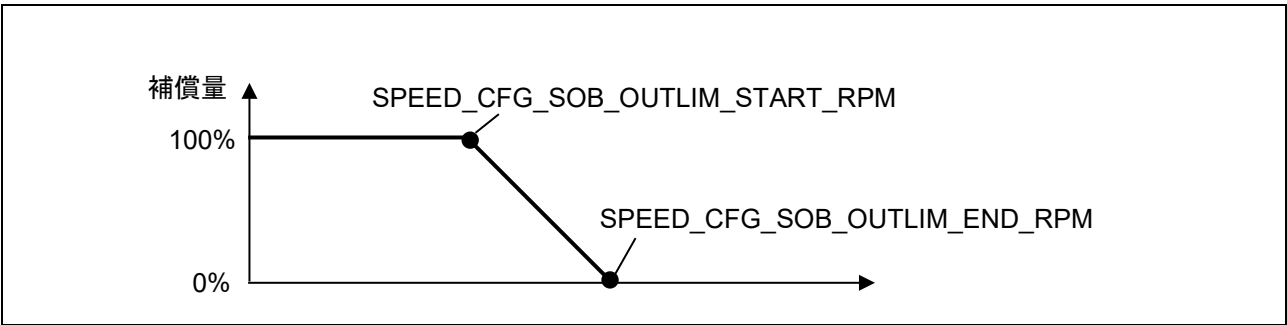 補償量
SPEED_CFG_SOB_OUTLIM_START_RPM
100%
SPEED_CFG_SOB_OUTLIM_END_RPM
0%